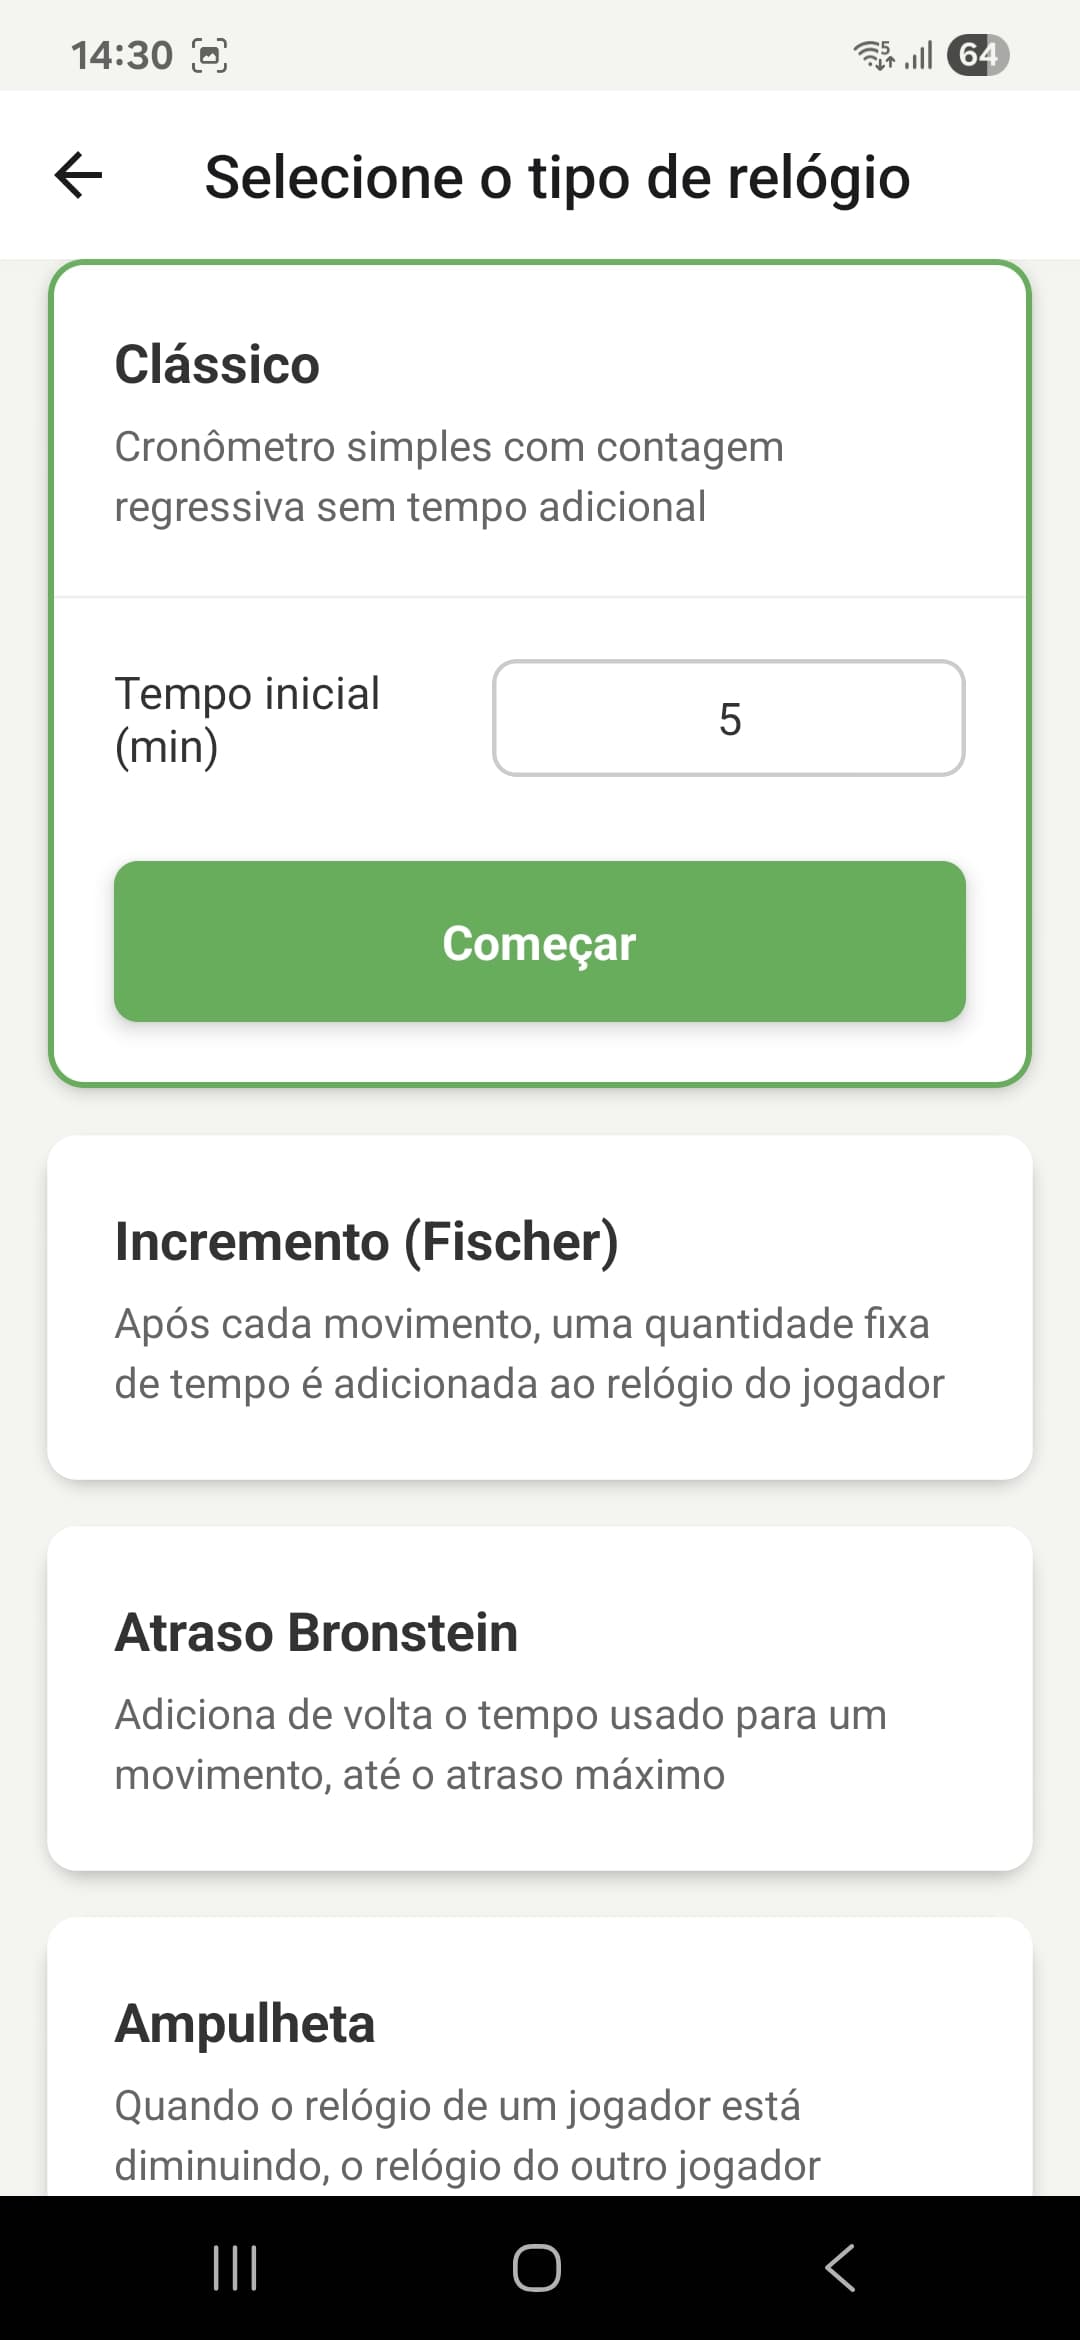 14:30
64
Selecione o tipo de relógio
Clássico
Cronômetro simples com contagem
regressiva sem tempo adicional
Tempo inicial
(min)
5
Começar
Incremento (Fischer)
Após cada movimento, uma quantidade fixa
de tempo é adicionada ao relógio do jogador
Atraso Bronstein
Adiciona de volta o tempo usado para um
movimento, até o atraso máximo
Ampulheta
Quando o relógio de um jogador está
diminuindo, o relógio do outro jogador